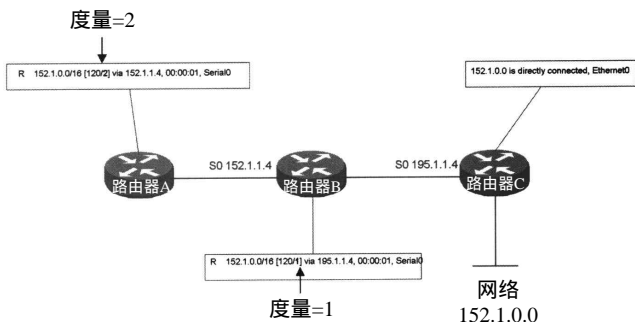 度量=2
R 152.1.0.0/16 [120/2] via 152.1.1.4, 00:00:01, Serial0
152.1.0.0 is directly connected, Ethernet0
S0 152.1.1.4
S0 195.1.1.4
路由器A
路由器B
路由器C
R 152.1.0.0/16 [120/1] via 195.1.1.4, 00:00:01, Serial0
度量=1
网络
152.1.0.0